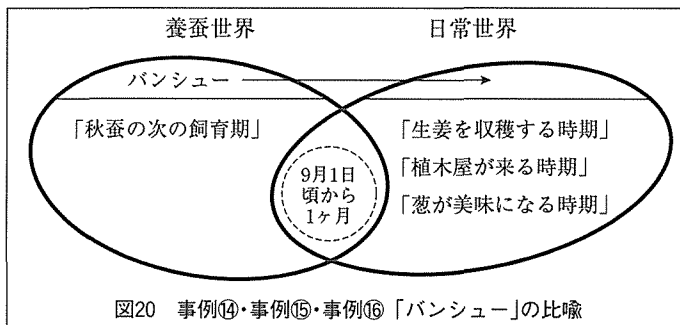 養蚕世界 日常世界
バンシュー
「秋蚕の次の飼育期」
9月1日
頃から
1ヶ月
「生姜を収穫する時期」
「植木屋が来る時期」
「葱が美味になる時期」
図20 事例⑭・事例⑮・事例⑯「バンシュー」の比喩